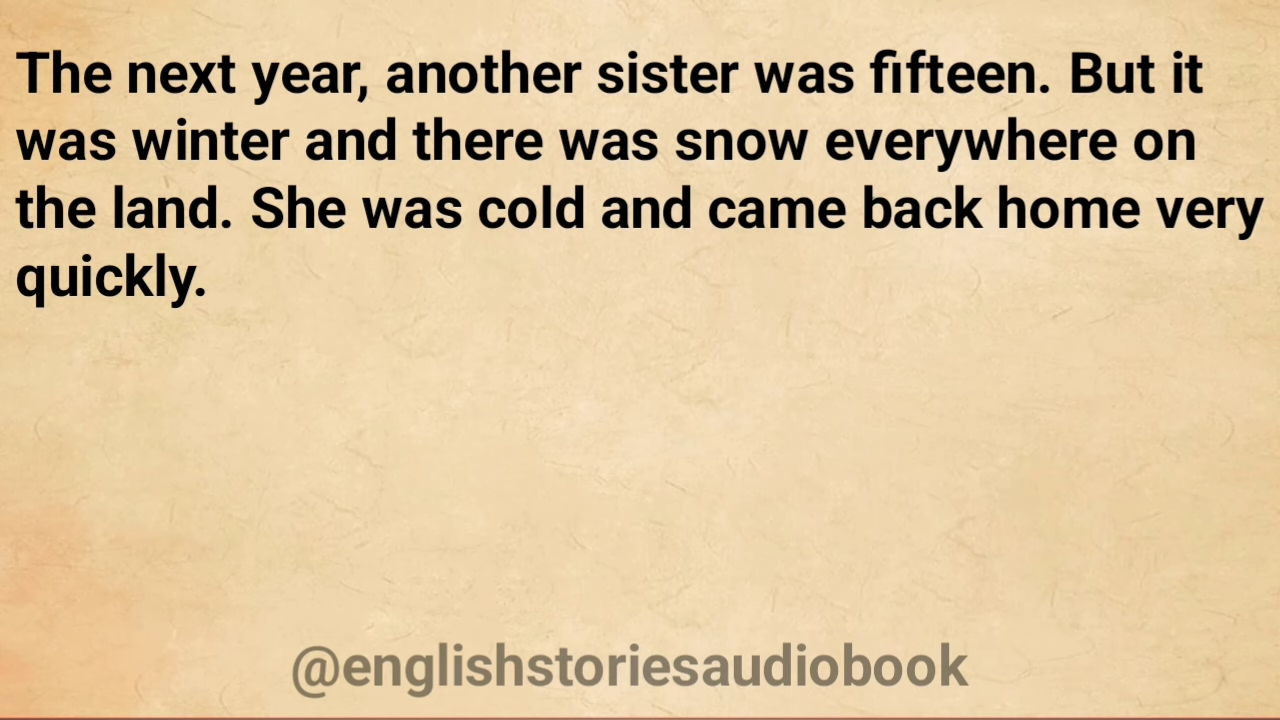 The next year, another sister was fifteen. But it
was winter and there was snow everywhere on
the land. She was cold and came back home very
quickly.
@englishstoriesaudiobook